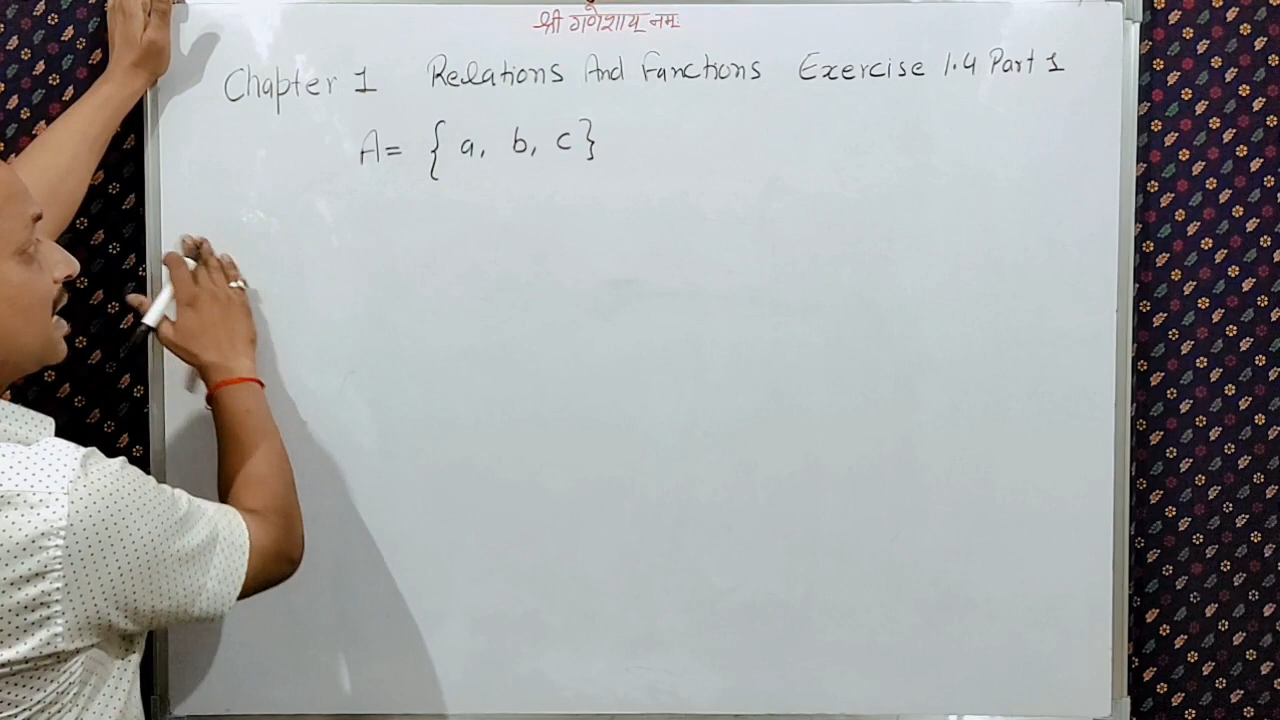 श्री गणेशाय नमः
Chapter 1 Relations And Functions Exercise 1.4 Part 1
A= { a, b, c}